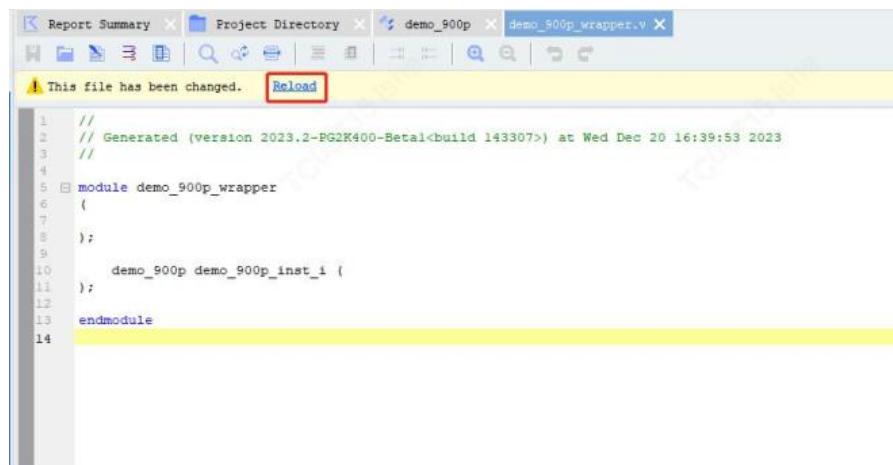 Report Summary Project Directory demo_900p demo_900p_wrapper.v
This file has been changed. Reload
1 //
2 // Generated (version 2023.2-PG2K400-Beta1<build 143307>) at Wed Dec 20 16:39:53 2023
3 //
4
5 module demo_900p_wrapper
6 (
7
8 );
9
10 demo_900p demo_900p_inst_i (
11 );
12
13 endmodule
14